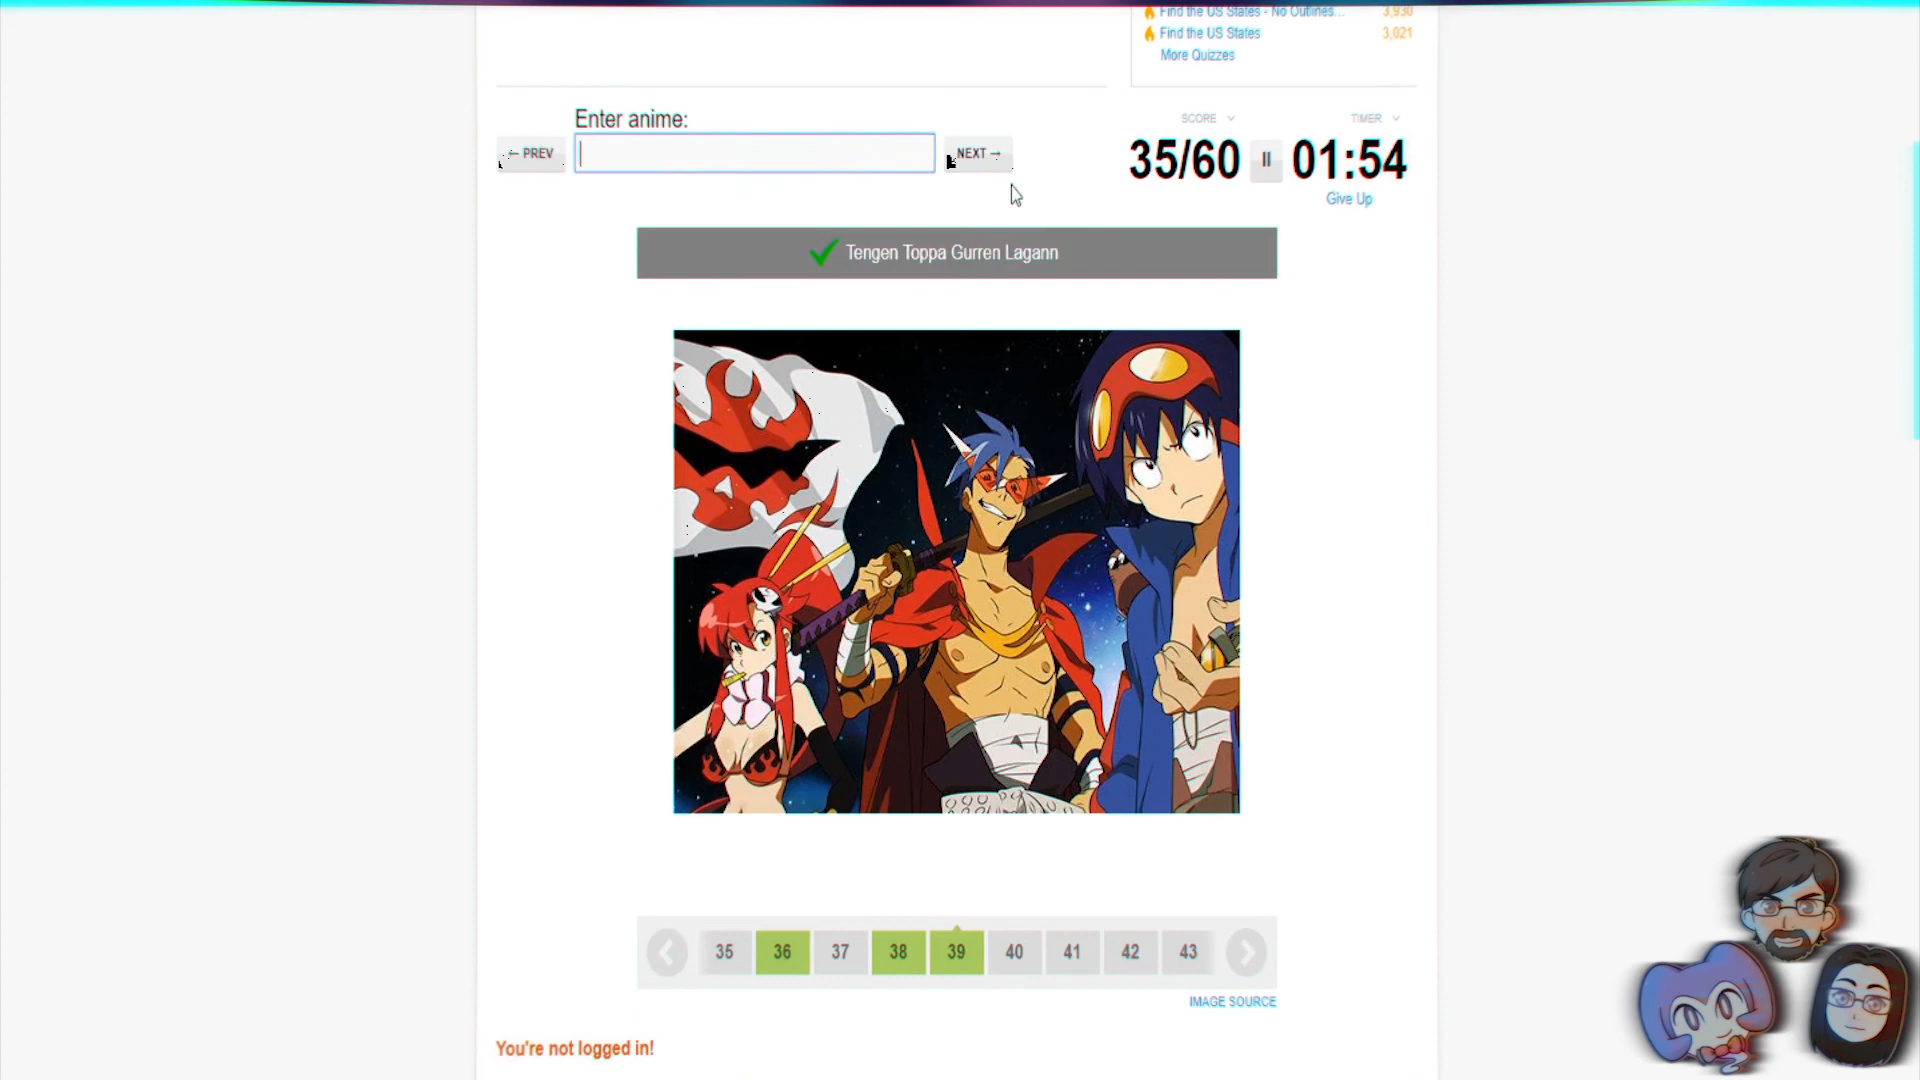 Find the US States - No Outlines... 3,930
Find the US States 3,021
More Quizzes
Enter anime:
← PREV
NEXT →
SCORE
TIMER
35/60
01:54
Give Up
Tengen Toppa Gurren Lagann
35 36 37 38 39 40 41 42 43
IMAGE SOURCE
You're not logged in!